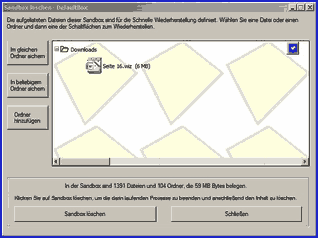 Sandbox löschen - DefaultBox
Die aufgelisteten Dateien dieser Sandbox sind für die Schnelle Wiederherstellung definiert. Wählen Sie eine Datei oder einen
Ordner und dann eine der Schaltflächen zum Wiederherstellen.
Im gleichen
Ordner sichern
Downloads
Seite 16.wiz (6 MB)
In beliebigem
Ordner sichern
Ordner
hinzufügen
In der Sandbox sind 1391 Dateien und 104 Ordner, die 59 MB Bytes belegen.
Klicken Sie auf Sandbox löschen, um die darin laufenden Prozesse zu beenden und anschließend den Inhalt zu löschen.
Sandbox löschen
Schließen